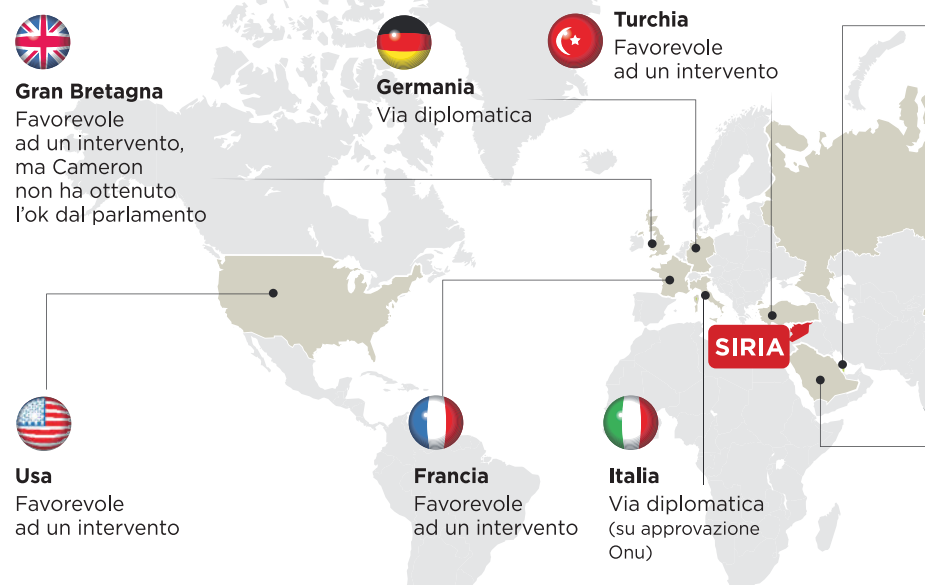 Gran Bretagna
Favorevole
ad un intervento,
ma Cameron
non ha ottenuto
l’ok dal parlamento
Germania
Via diplomatica
Turchia
Favorevole
ad un intervento
SIRIA
Usa
Favorevole
ad un intervento
Francia
Favorevole
ad un intervento
Italia
Via diplomatica
(su approvazione
Onu)